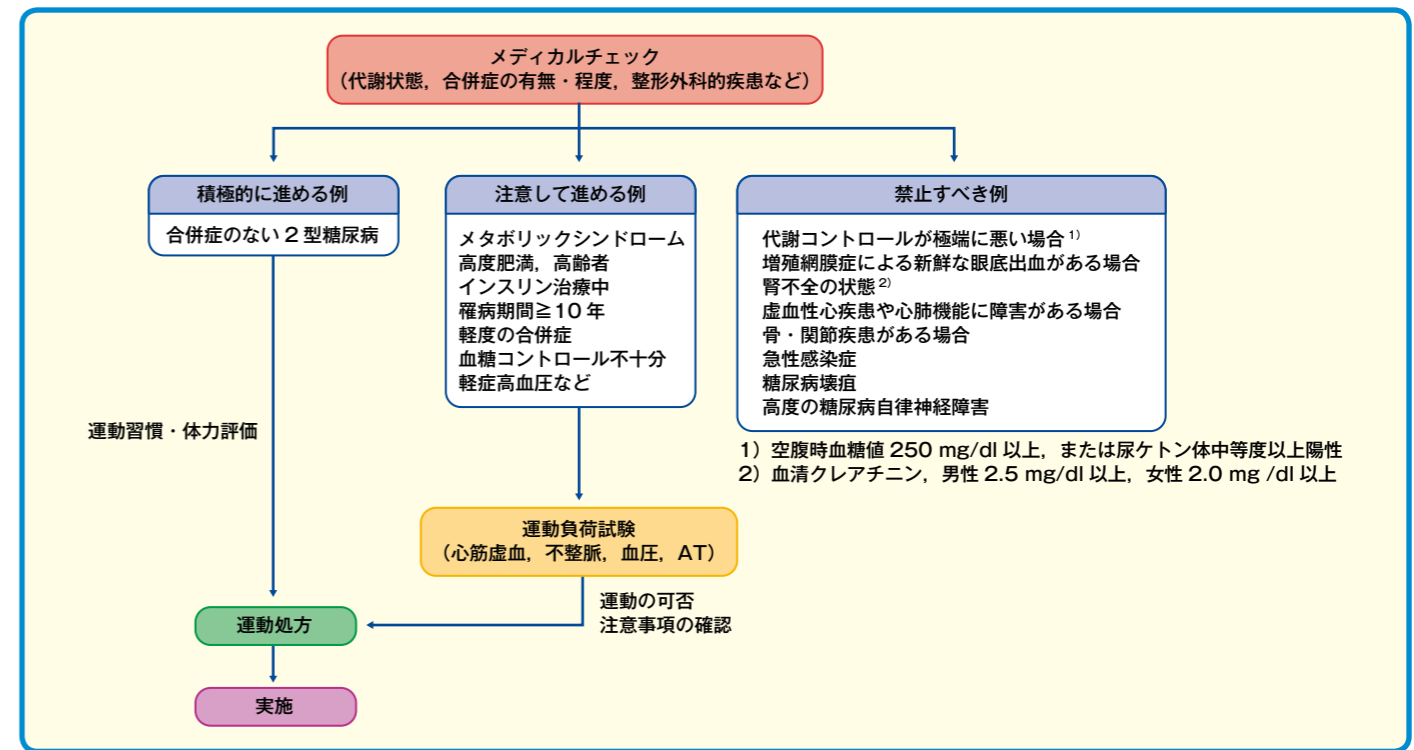 メディカルチェック
（代謝状態，合併症の有無・程度，整形外科的疾患など）
積極的に進める例
合併症のない 2 型糖尿病
注意して進める例
メタボリックシンドローム
高度肥満，高齢者
インスリン治療中
罹病期間≧10 年
軽度の合併症
血糖コントロール不十分
軽症高血圧など
禁止すべき例
代謝コントロールが極端に悪い場合 1)
増殖網膜症による新鮮な眼底出血がある場合
腎不全の状態 2)
虚血性心疾患や心肺機能に障害がある場合
骨・関節疾患がある場合
急性感染症
糖尿病壊疽
高度の糖尿病自律神経障害
1）空腹時血糖値 250 mg/dl 以上，または尿ケトン体中等度以上陽性
2）血清クレアチニン，男性 2.5 mg/dl 以上，女性 2.0 mg /dl 以上
運動習慣・体力評価
運動負荷試験
（心筋虚血，不整脈，血圧，AT）
運動の可否
注意事項の確認
運動処方
実施